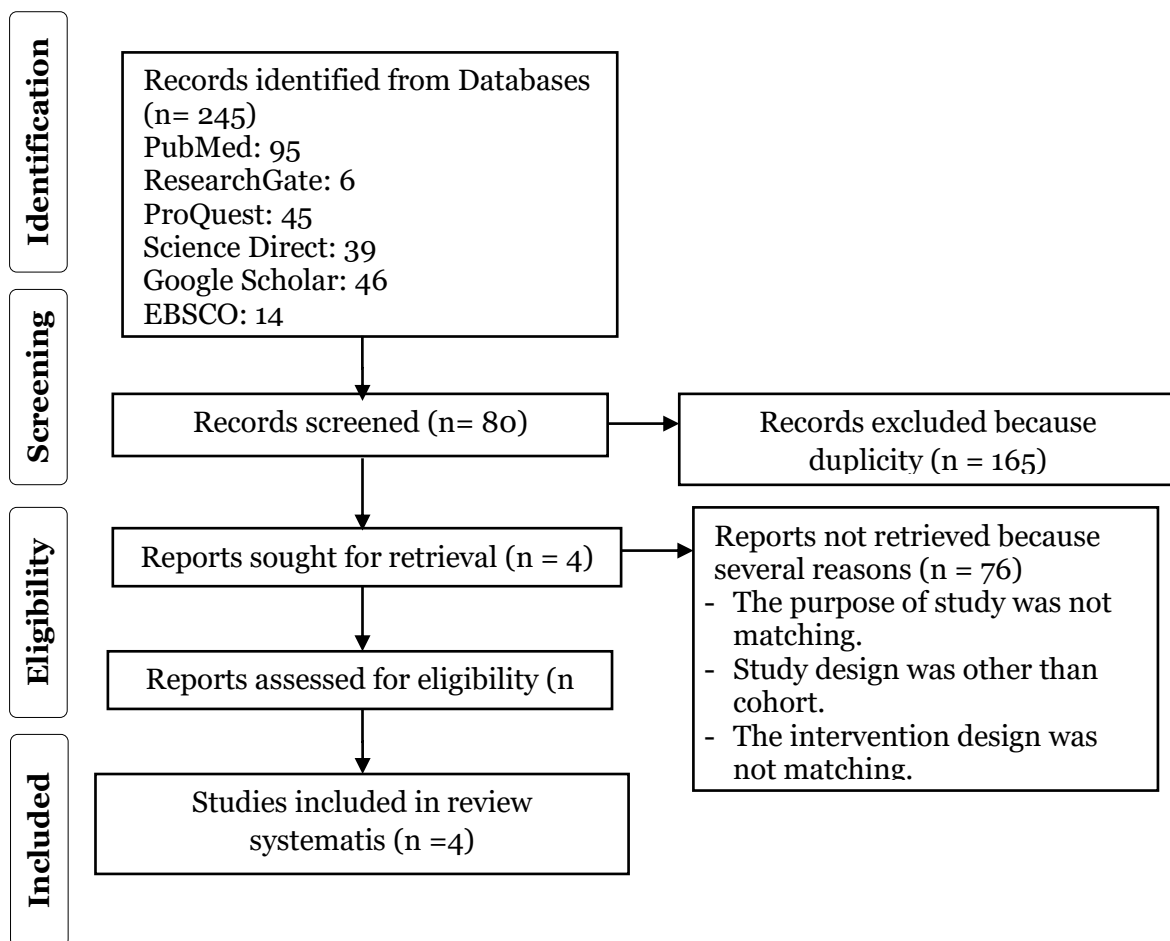 Identification
Records identified from Databases
(n= 245)
PubMed: 95
ResearchGate: 6
ProQuest: 45
Science Direct: 39
Google Scholar: 46
EBSCO: 14
Screening
Records screened (n= 80)
Records excluded because
duplicity (n = 165)
Eligibility
Reports sought for retrieval (n = 4)
Reports not retrieved because
several reasons (n = 76)
- The purpose of study was not
matching.
- Study design was other than
cohort.
- The intervention design was
not matching.
Reports assessed for eligibility (n
Included
Studies included in review
systematis (n =4)